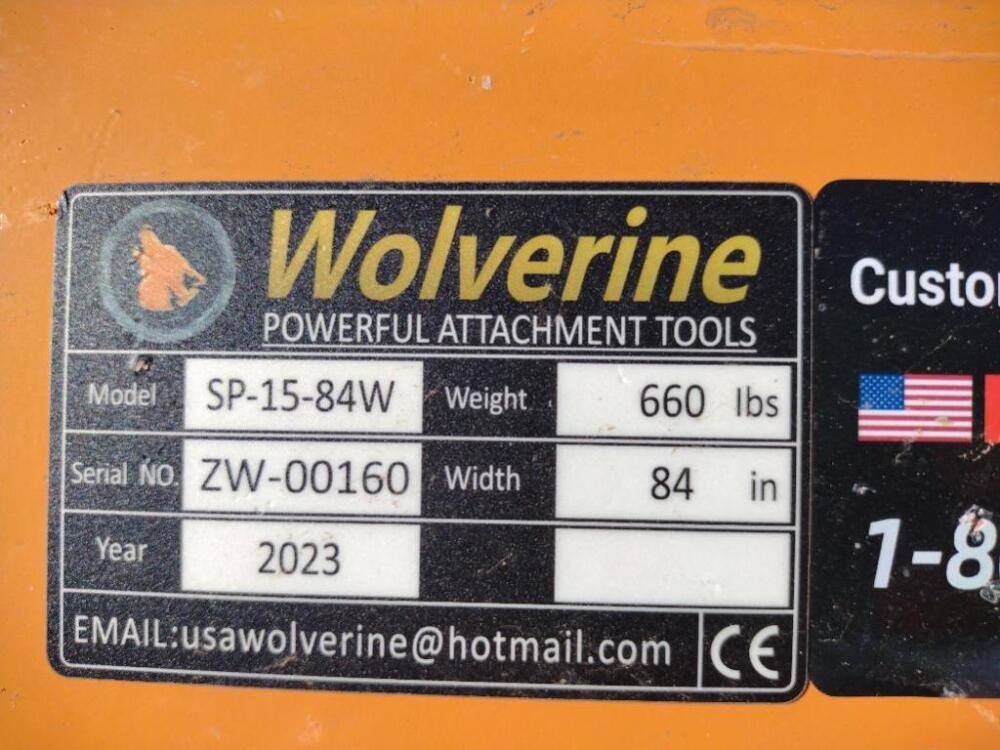 Wolverine
POWERFUL ATTACHMENT TOOLS
Model SP-15-84W Weight 660 lbs
Serial NO. ZW-00160 Width 84 in
Year 2023
EMAIL:usawolverine@hotmail.com CE
Custo
1-8